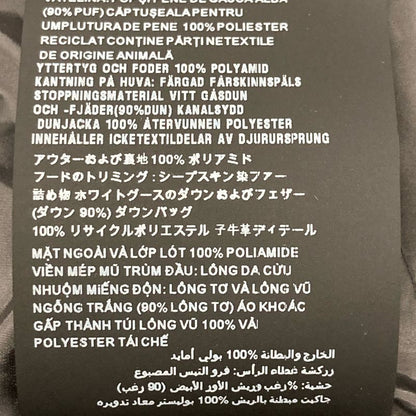 (90% PUF) CĂPTUȘEALA PENTRU
UMPLUTURA DE PENE 100% POLIESTER
RECICLAT CONȚINE PĂRȚI NETEXTILE
DE ORIGINE ANIMALĂ
YTTERTYG OCH FODER 100% POLYAMID
KANTNING PÅ HUVA: FÄRGAD FÅRSKINNSPÄLS
STOPPNINGSMATERIAL VITT GÅSDUN
OCH -FJÄDER(90%DUN) KANALSYDD
DUNJACKA 100% ÅTERVUNNEN POLYESTER
INNEHÅLLER ICKETEXTILDELAR AV DJURURSPRUNG
アウターおよび裏地 100% ポリアミド
フードのトリミング : シープスキン染ファー
詰め物 ホワイトグースのダウンおよびフェザー
(ダウン 90%) ダウンバッグ
100% リサイクルポリエステル 子牛革ディテール
MẶT NGOÀI VÀ LỚP LÓT 100% POLIAMIDE
VIỀN MÉP MŨ TRÙM ĐẦU: LÔNG DA CỪU
NHUỘM MIẾNG ĐỘN: LÔNG TƠ VÀ LÔNG VŨ
NGỖNG TRẮNG (90% LÔNG TƠ) ÁO KHOÁC
GẤP THÀNH TÚI LÔNG VŨ 100% VẢI
POLYESTER TÁI CHẾ
الخارج والبطانة 100% بولي أمايد
زركشة غطاء الرأس: فرو التيس المصبوغ
حشية: %رغب وريش الأوز الأبيض (90 رغب)
جاكيت مبطنة بالريش 100% بوليستر معاد تدويره